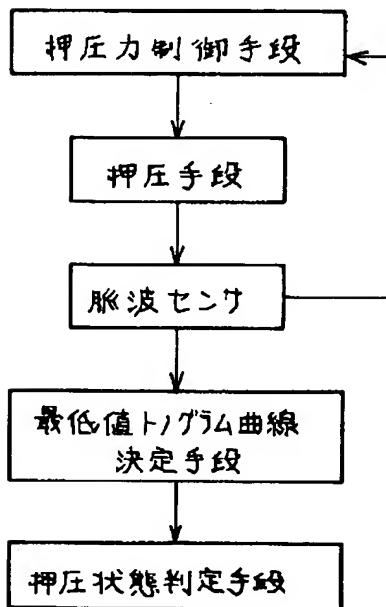 押圧力制御手段
押圧手段
脈波センサ
最低値トノグラム曲線
決定手段
押圧状態判定手段